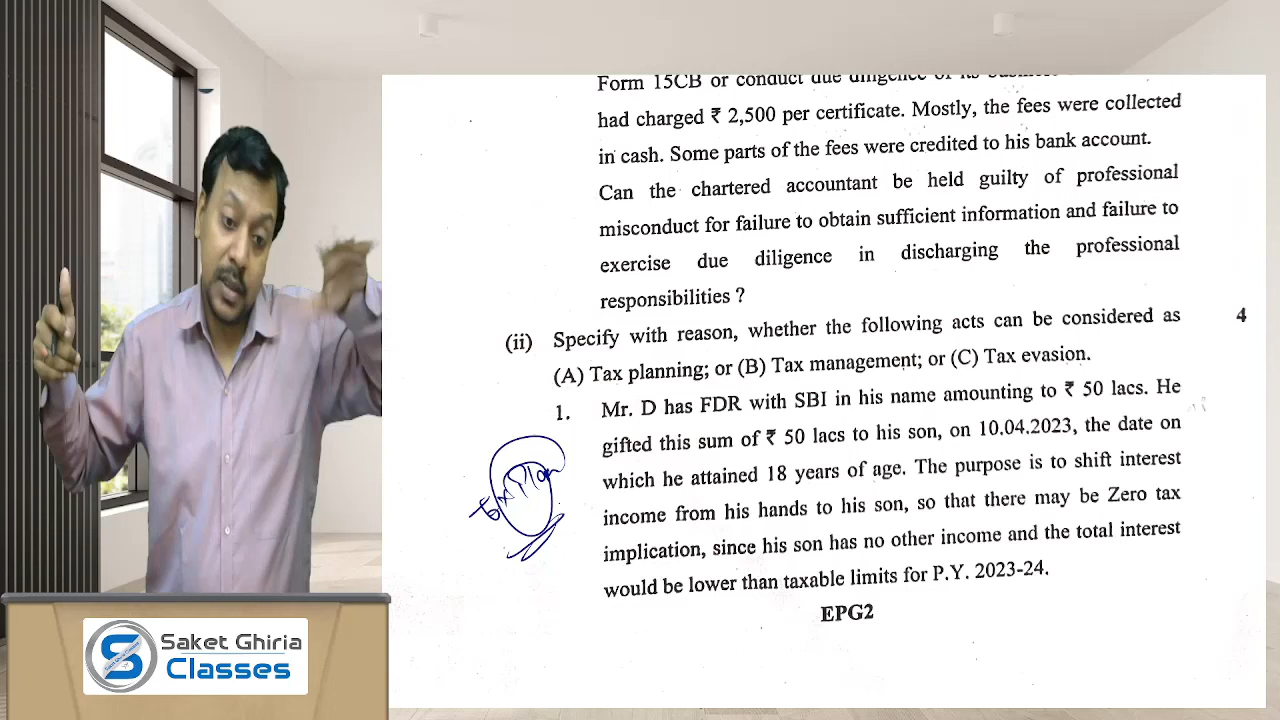 Form 15CB or conduct due diligence of its
had charged ₹ 2,500 per certificate. Mostly, the fees were collected
in cash. Some parts of the fees were credited to his bank account.
Can the chartered accountant be held guilty of professional
misconduct for failure to obtain sufficient information and failure to
exercise due diligence in discharging the professional
responsibilities ?
(ii) Specify with reason, whether the following acts can be considered as 4
(A) Tax planning; or (B) Tax management; or (C) Tax evasion.
1. Mr. D has FDR with SBI in his name amounting to ₹ 50 lacs. He
gifted this sum of ₹ 50 lacs to his son, on 10.04.2023, the date on
which he attained 18 years of age. The purpose is to shift interest
income from his hands to his son, so that there may be Zero tax
implication, since his son has no other income and the total interest
would be lower than taxable limits for P.Y. 2023-24.
EPG2
Tax Plan
Saket Ghiria
Classes